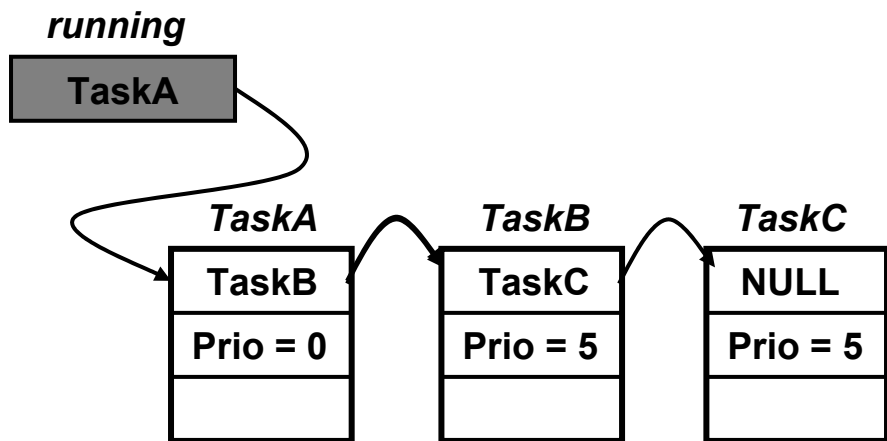 running
TaskA
TaskA TaskB TaskC
TaskB TaskC NULL
Prio = 0 Prio = 5 Prio = 5